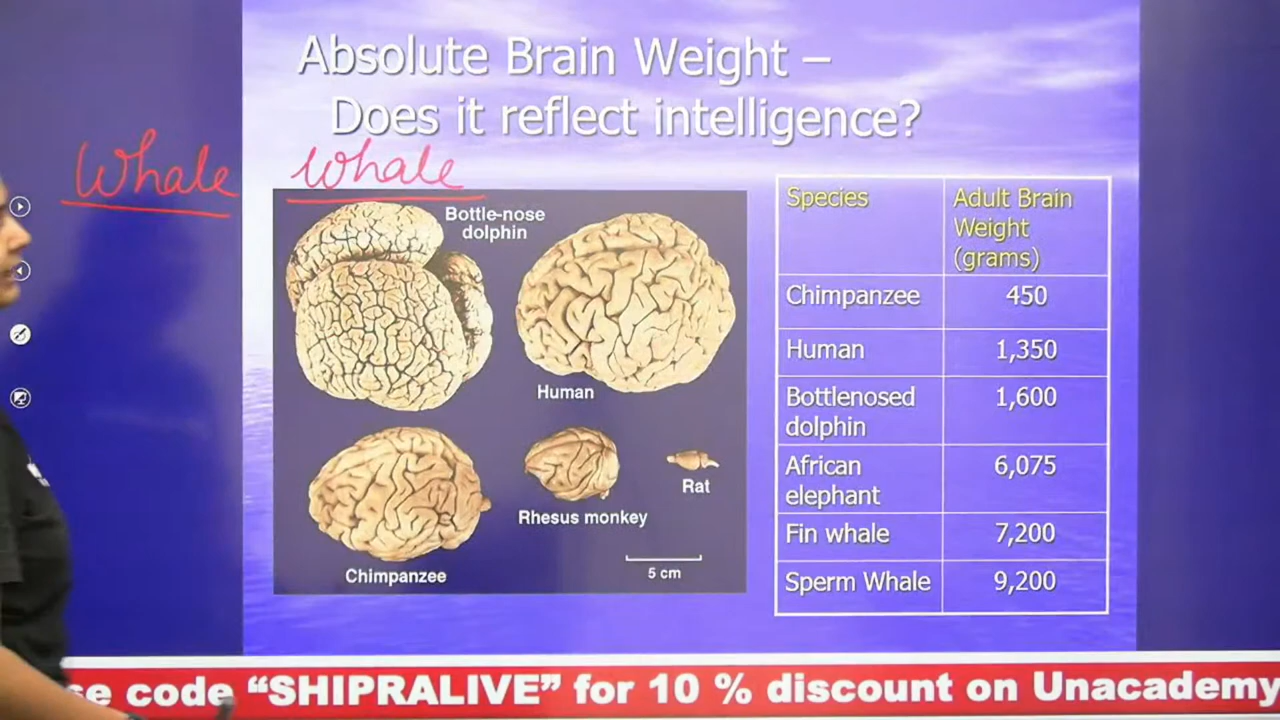 Absolute Brain Weight –
Does it reflect intelligence?
Whale Whale
Bottle-nose
dolphin
Human
Chimpanzee
Rhesus monkey
Rat
5 cm
Species Adult Brain
Weight
(grams)
Chimpanzee 450
Human 1,350
Bottlenosed 1,600
dolphin
African 6,075
elephant
Fin whale 7,200
Sperm Whale 9,200
se code “SHIPRALIVE” for 10 % discount on Unacademy